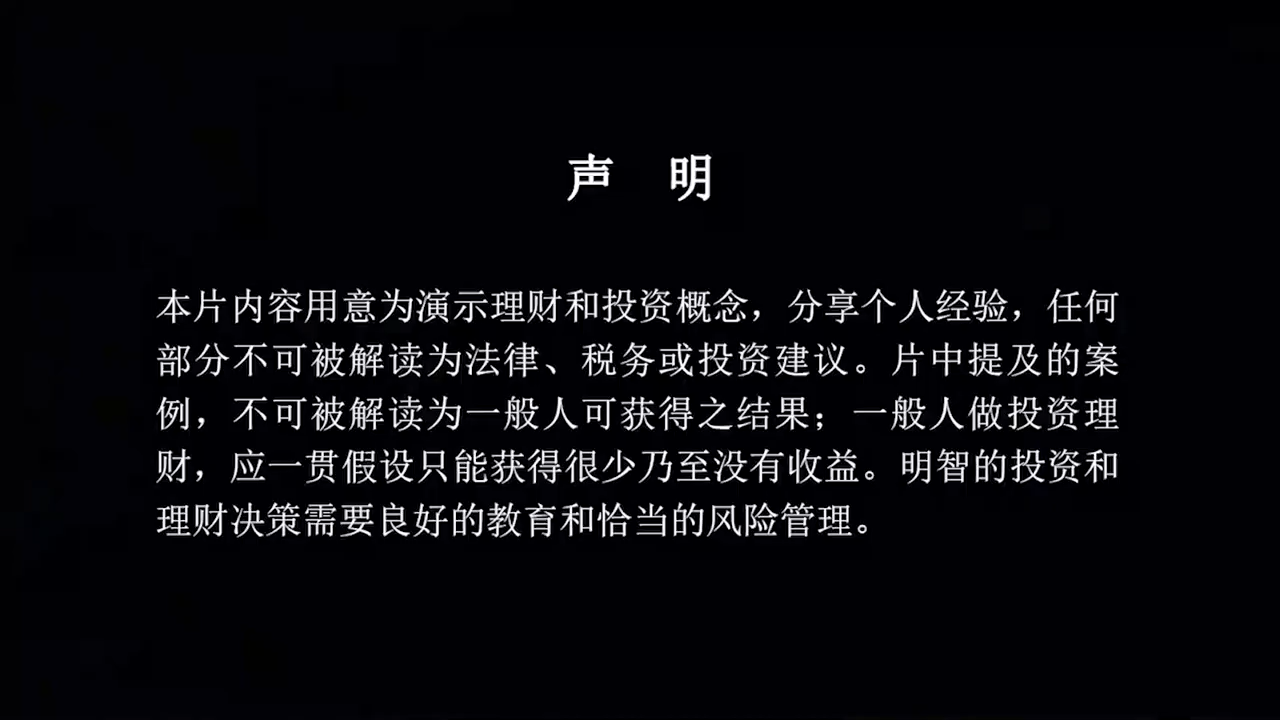 声 明
本片内容用意为演示理财和投资概念，分享个人经验，任何
部分不可被解读为法律、税务或投资建议。片中提及的案
例，不可被解读为一般人可获得之结果；一般人做投资理
财，应一贯假设只能获得很少乃至没有收益。明智的投资和
理财决策需要良好的教育和恰当的风险管理。